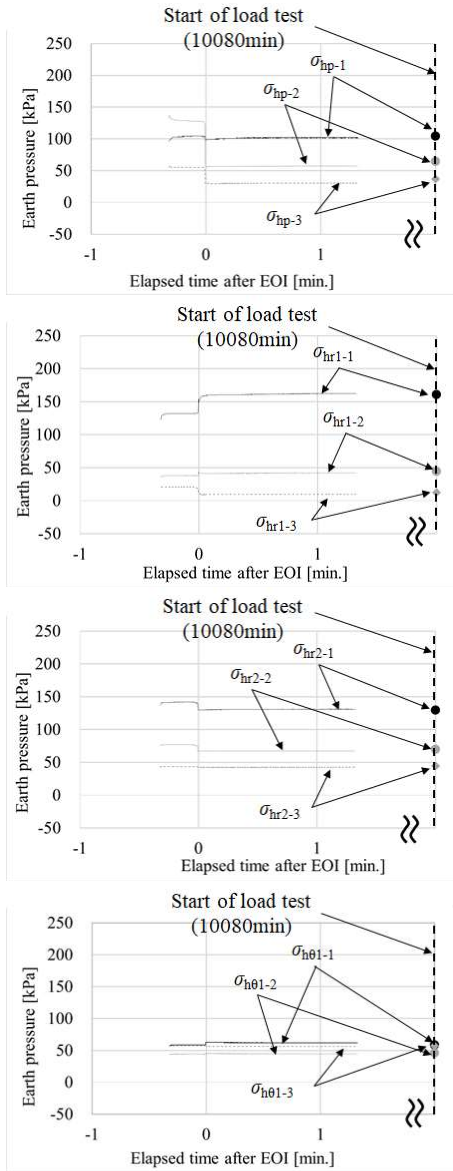 Start of load test
(10080min)
250
200
150
100
50
0
-50
Earth pressure [kPa]
σhp-1
σhp-2
σhp-3
-1 0 1
Elapsed time after EOI [min.]
Start of load test
(10080min)
250
200
150
100
50
0
-50
Earth pressure [kPa]
σhr1-1
σhr1-2
σhr1-3
-1 0 1
Elapsed time after EOI [min.]
Start of load test
(10080min)
250
200
150
100
50
0
-50
Earth pressure [kPa]
σhr2-1
σhr2-2
σhr2-3
-1 0 1
Elapsed time after EOI [min.]
Start of load test
(10080min)
250
200
150
100
50
0
-50
Earth pressure [kPa]
σhθ1-1
σhθ1-2
σhθ1-3
-1 0 1
Elapsed time after EOI [min.]